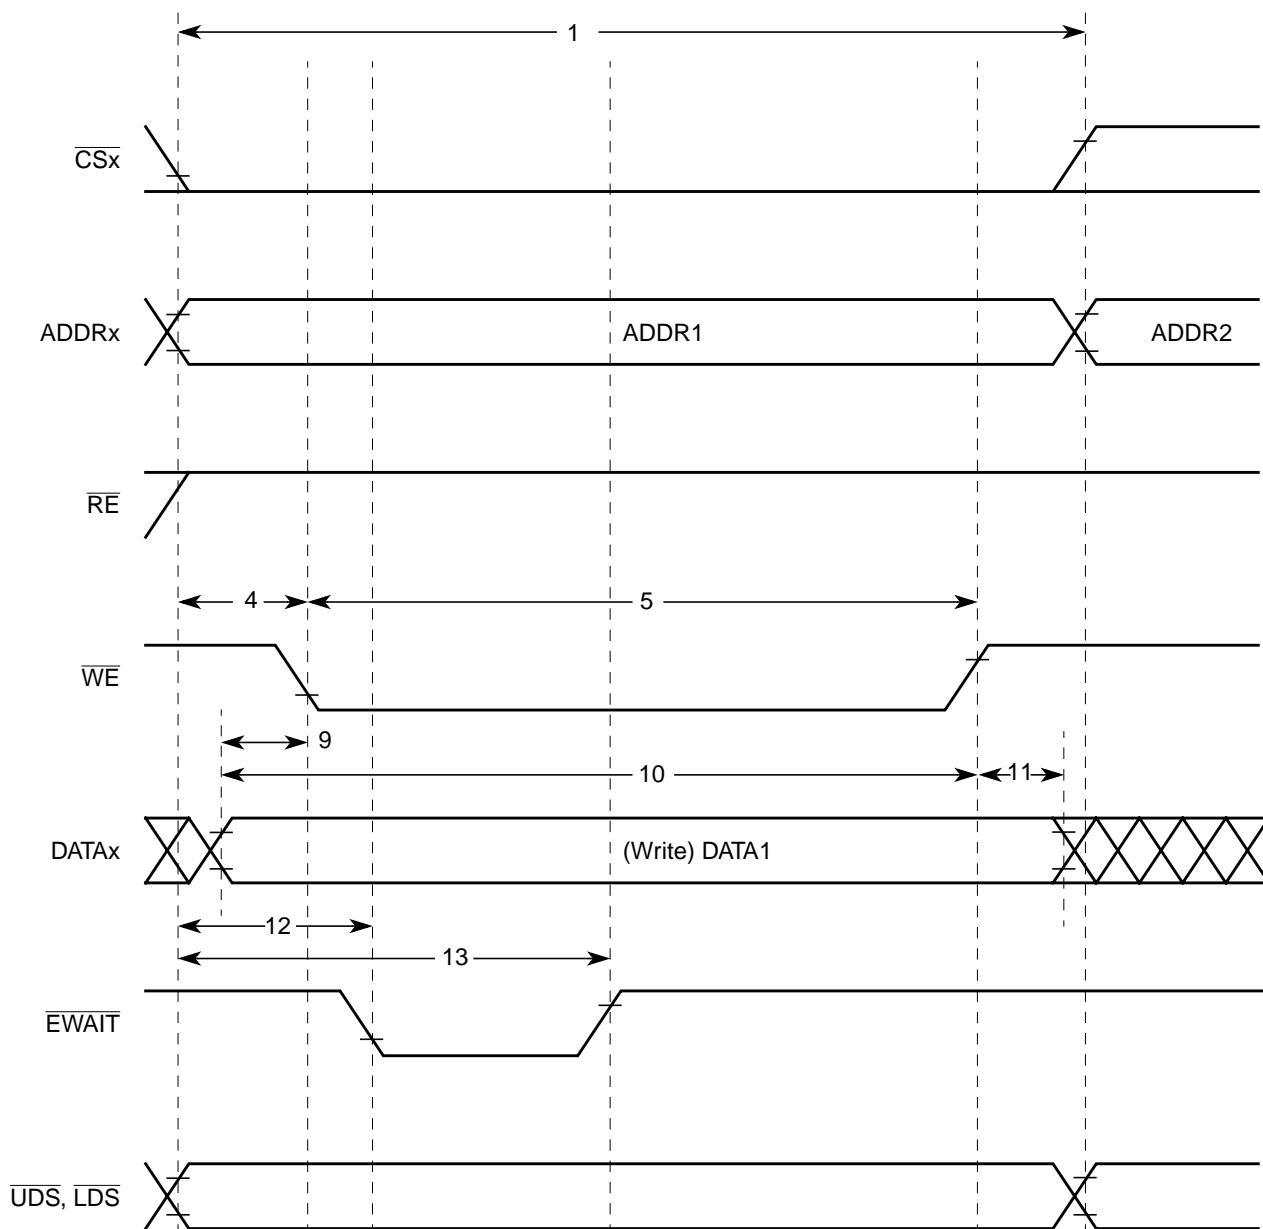 1
CSx
ADDRx
ADDR1
ADDR2
RE
4
5
WE
9
10
11
DATAx
(Write) DATA1
12
13
EWAIT
UDS, LDS